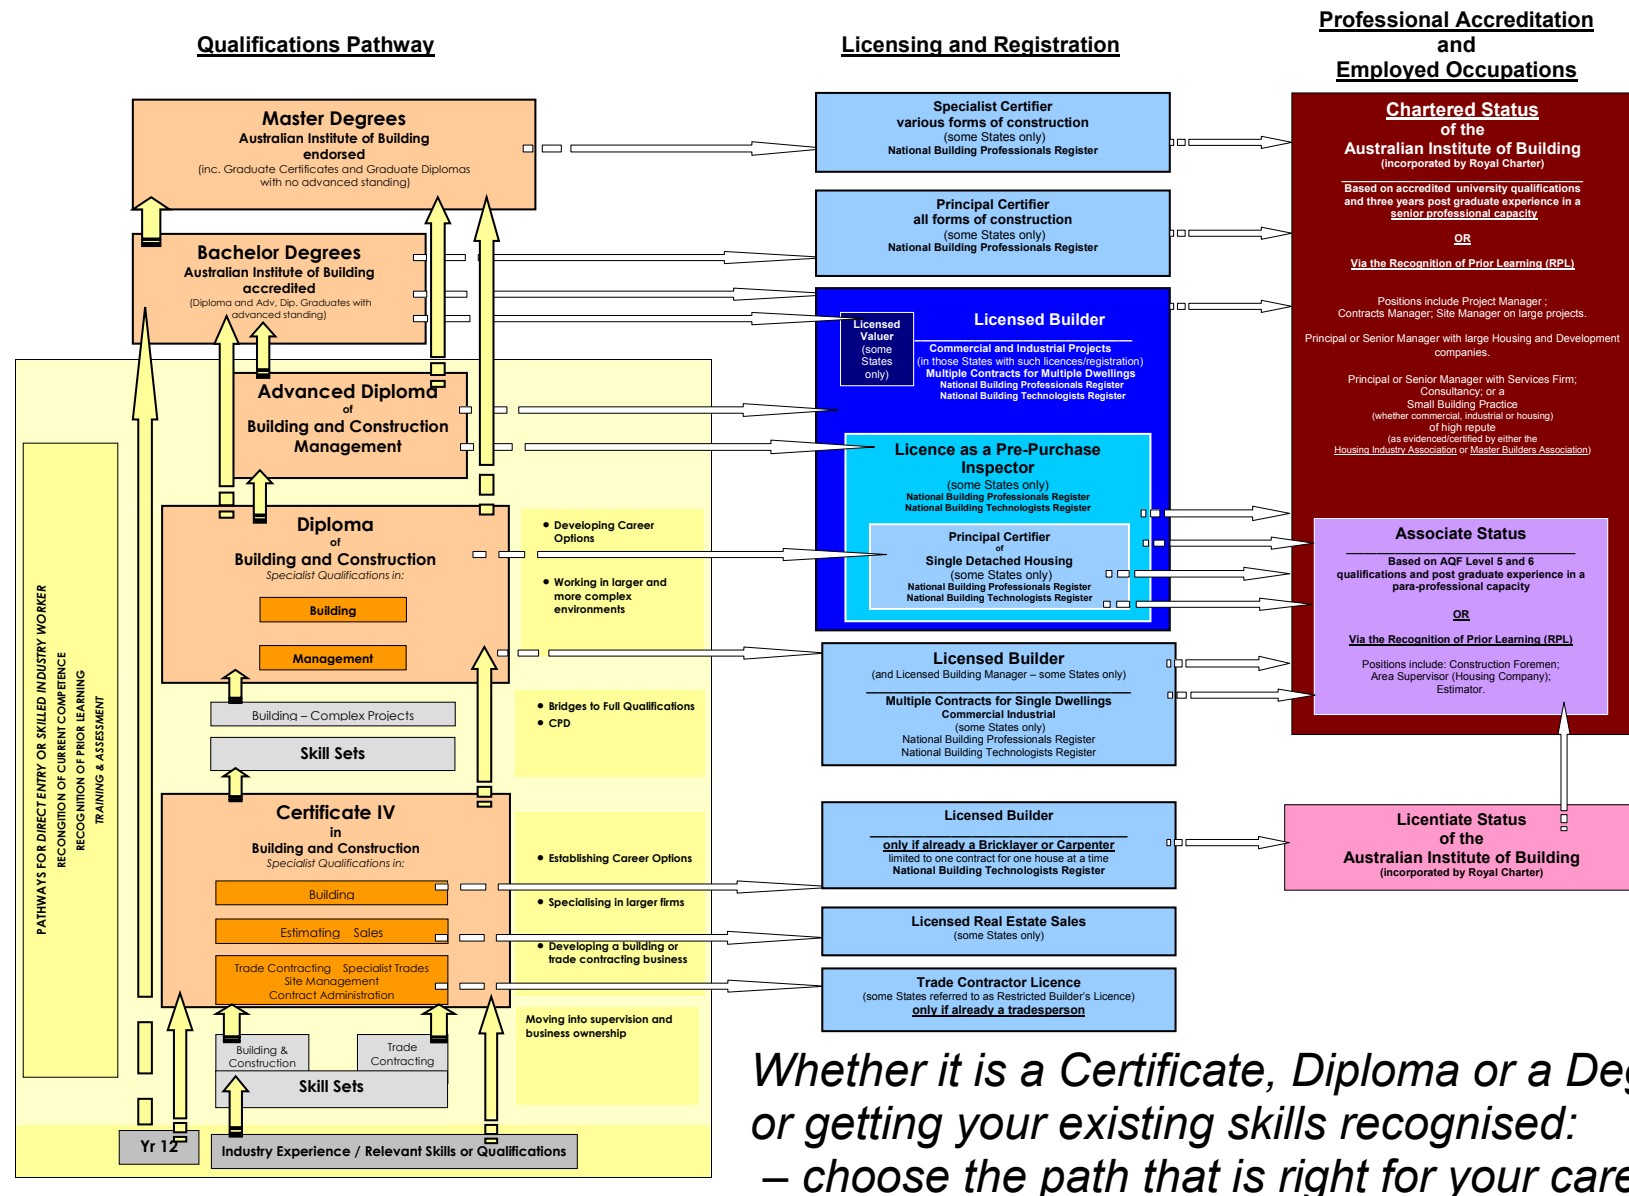 Qualifications Pathway
Licensing and Registration
Professional Accreditation
and
Employed Occupations
Master Degrees
Australian Institute of Building
endorsed
(inc. Graduate Certificates and Graduate Diplomas
with no advanced standing)
Bachelor Degrees
Australian Institute of Building
accredited
(Diploma and Adv, Dip. Graduates with
advanced standing)
Advanced Diploma
of
Building and Construction
Management
Diploma
of
Building and Construction
Specialist Qualifications in:
Building
Management
Building – Complex Projects
Skill Sets
Certificate IV
in
Building and Construction
Specialist Qualifications in:
Building
Estimating Sales
Trade Contracting Specialist Trades
Site Management
Contract Administration
Building &
Construction
Trade
Contracting
Skill Sets
Yr 12
Industry Experience / Relevant Skills or Qualifications
PATHWAYS FOR DIRECT ENTRY OR SKILLED INDUSTRY WORKER
RECONGITION OF CURRENT COMPETENCE
RECOGNITION OF PRIOR LEARNING
TRAINING & ASSESSMENT
• Developing Career
Options
• Working in larger and
more complex
environments
• Bridges to Full Qualifications
• CPD
• Establishing Career Options
• Specialising in larger firms
• Developing a building or
trade contracting business
Moving into supervision and
business ownership
Specialist Certifier
various forms of construction
(some States only)
National Building Professionals Register
Principal Certifier
all forms of construction
(some States only)
National Building Professionals Register
Licensed
Valuer
(some
States
only)
Licensed Builder
Commercial and Industrial Projects
(in those States with such licences/registration)
Multiple Contracts for Multiple Dwellings
National Building Professionals Register
National Building Technologists Register
Licence as a Pre-Purchase
Inspector
(some States only)
National Building Professionals Register
National Building Technologists Register
Principal Certifier
of
Single Detached Housing
(some States only)
National Building Professionals Register
National Building Technologists Register
Licensed Builder
(and Licensed Building Manager – some States only)
Multiple Contracts for Single Dwellings
Commercial Industrial
(some States only)
National Building Professionals Register
National Building Technologists Register
Licensed Builder
only if already a Bricklayer or Carpenter
limited to one contract for one house at a time
National Building Technologists Register
Licensed Real Estate Sales
(some States only)
Trade Contractor Licence
(some States referred to as Restricted Builder's Licence)
only if already a tradesperson
Chartered Status
of the
Australian Institute of Building
(incorporated by Royal Charter)
Based on accredited university qualifications
and three years post graduate experience in a
senior professional capacity
OR
Via the Recognition of Prior Learning (RPL)
Positions include Project Manager ;
Contracts Manager; Site Manager on large projects.
Principal or Senior Manager with large Housing and Development
companies.
Principal or Senior Manager with Services Firm;
Consultancy; or a
Small Building Practice
(whether commercial, industrial or housing)
of high repute
(as evidenced/certified by either the
Housing Industry Association or Master Builders Association)
Associate Status
Based on AQF Level 5 and 6
qualifications and post graduate experience in a
para-professional capacity
OR
Via the Recognition of Prior Learning (RPL)
Positions include: Construction Foremen;
Area Supervisor (Housing Company);
Estimator.
Licentiate Status
of the
Australian Institute of Building
(incorporated by Royal Charter)
Whether it is a Certificate, Diploma or a Deg
or getting your existing skills recognised:
– choose the path that is right for your care